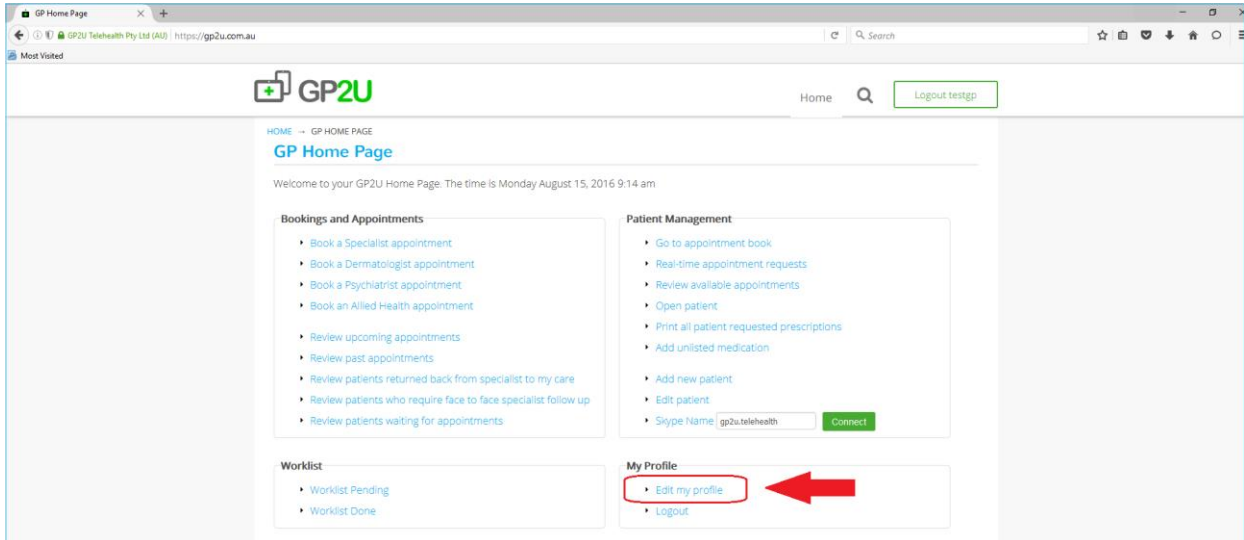 GP Home Page
GP2U Telehealth Pty Ltd (AU) https://gp2u.com.au
Search
Most Visited
GP2U
Home
Logout testgp
HOME → GP HOME PAGE
GP Home Page
Welcome to your GP2U Home Page. The time is Monday August 15, 2016 9:14 am
Bookings and Appointments
Book a Specialist appointment
Book a Dermatologist appointment
Book a Psychiatrist appointment
Book an Allied Health appointment
Review upcoming appointments
Review past appointments
Review patients returned back from specialist to my care
Review patients who require face to face specialist follow up
Review patients waiting for appointments
Patient Management
Go to appointment book
Real-time appointment requests
Review available appointments
Open patient
Print all patient requested prescriptions
Add unlisted medication
Add new patient
Edit patient
Skype Name gp2u.telehealth Connect
Worklist
Worklist Pending
Worklist Done
My Profile
Edit my profile
Logout